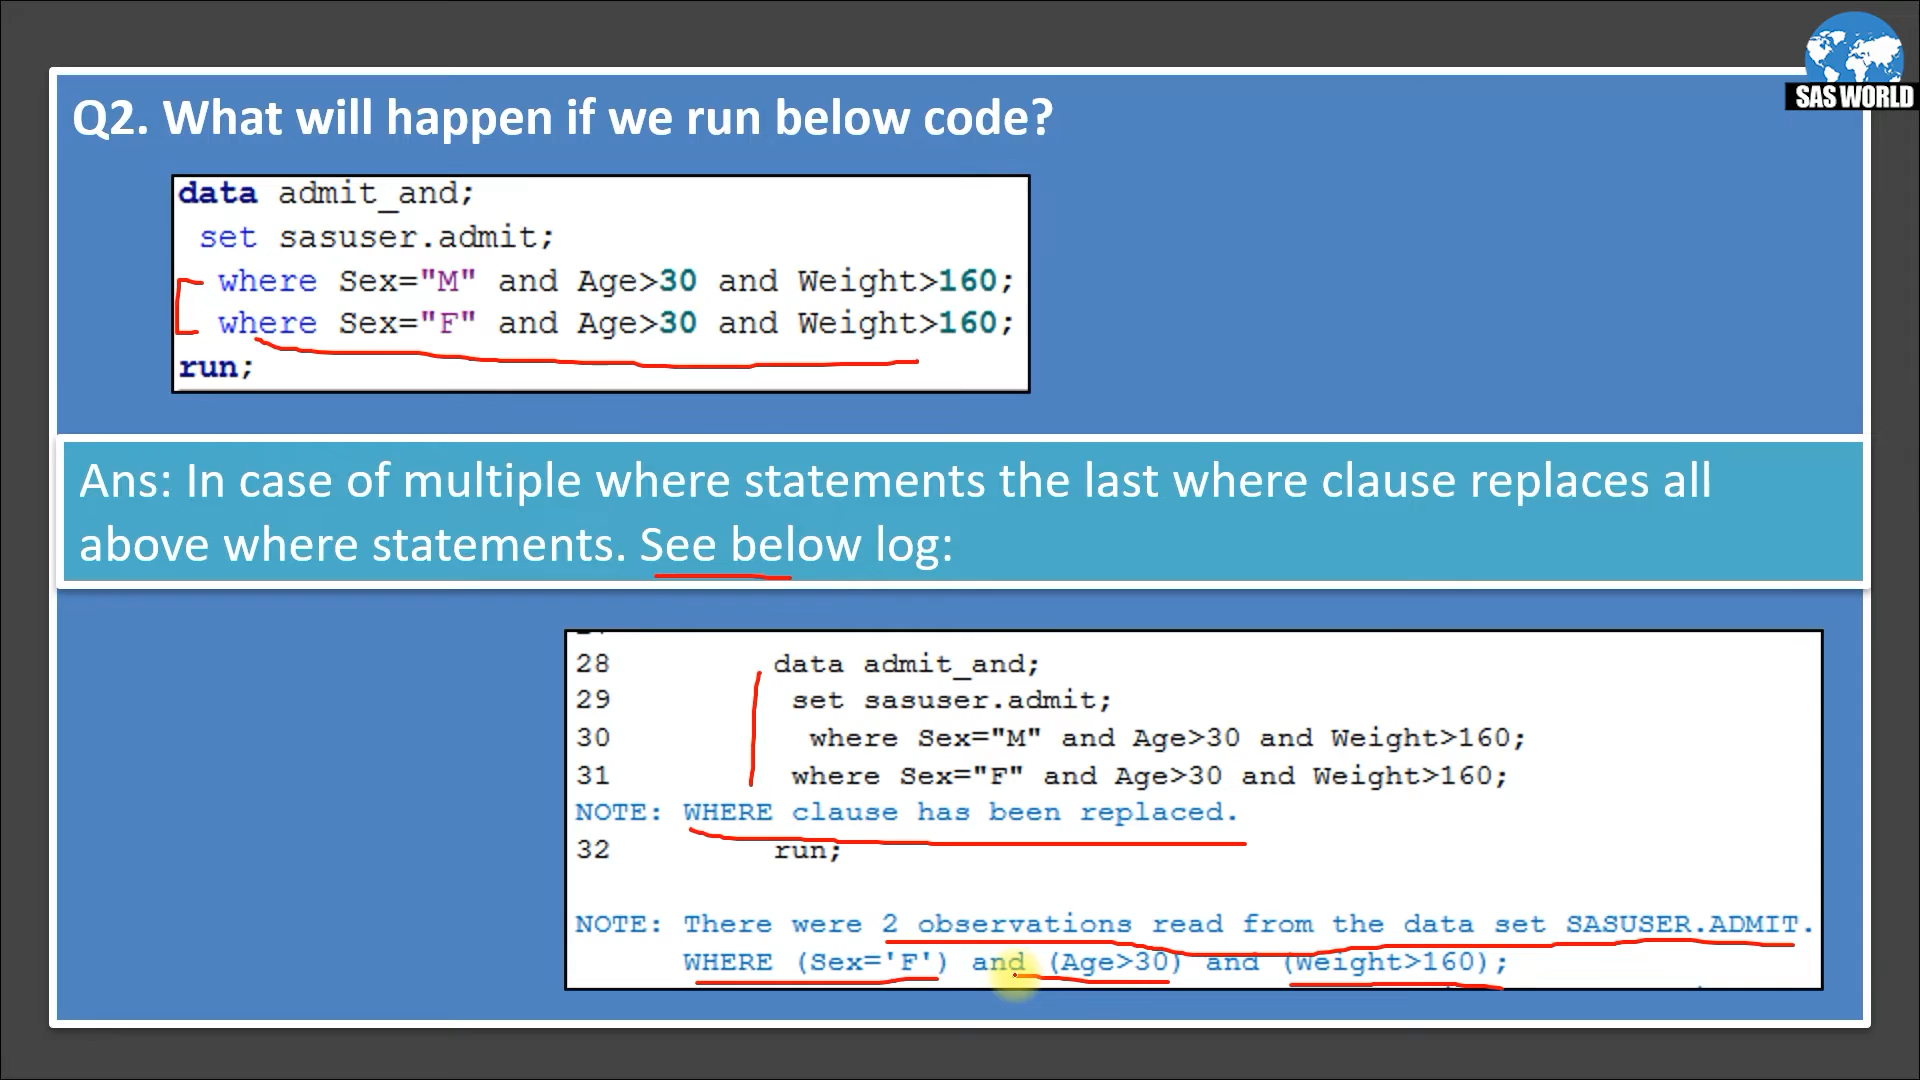 SAS WORLD
Q2. What will happen if we run below code?
data admit_and;
set sasuser.admit;
where Sex="M" and Age>30 and Weight>160;
where Sex="F" and Age>30 and Weight>160;
run;
Ans: In case of multiple where statements the last where clause replaces all
above where statements. See below log:
28 data admit_and;
29 set sasuser.admit;
30 where Sex="M" and Age>30 and Weight>160;
31 where Sex="F" and Age>30 and Weight>160;
NOTE: WHERE clause has been replaced.
32 run;
NOTE: There were 2 observations read from the data set SASUSER.ADMIT.
WHERE (Sex='F') and (Age>30) and (Weight>160);